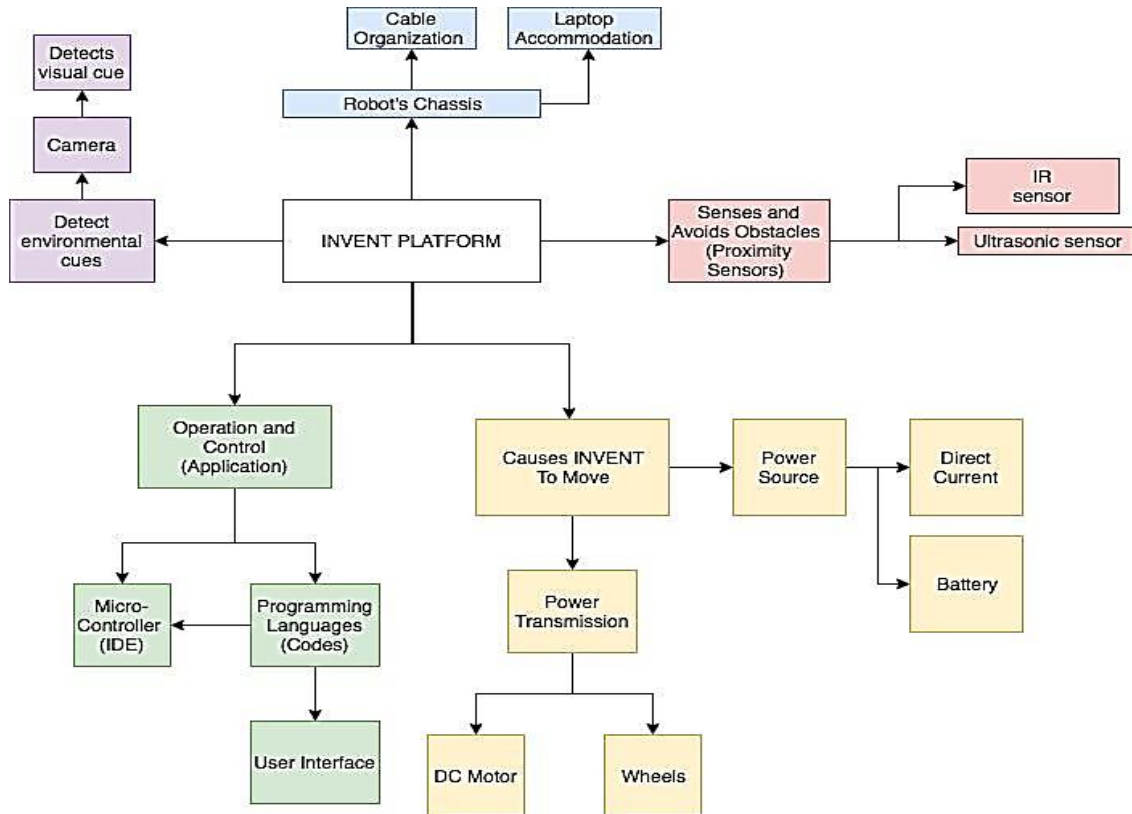 Cable
Organization
Laptop
Accommodation
Detects
visual cue
Robot's Chassis
Camera
Detect
environmental
cues
INVENT PLATFORM
Senses and
Avoids Obstacles
(Proximity
Sensors)
IR
sensor
Ultrasonic sensor
Operation and
Control
(Application)
Causes INVENT
To Move
Power
Source
Direct
Current
Battery
Micro-
Controller
(IDE)
Programming
Languages
(Codes)
Power
Transmission
User Interface
DC Motor
Wheels